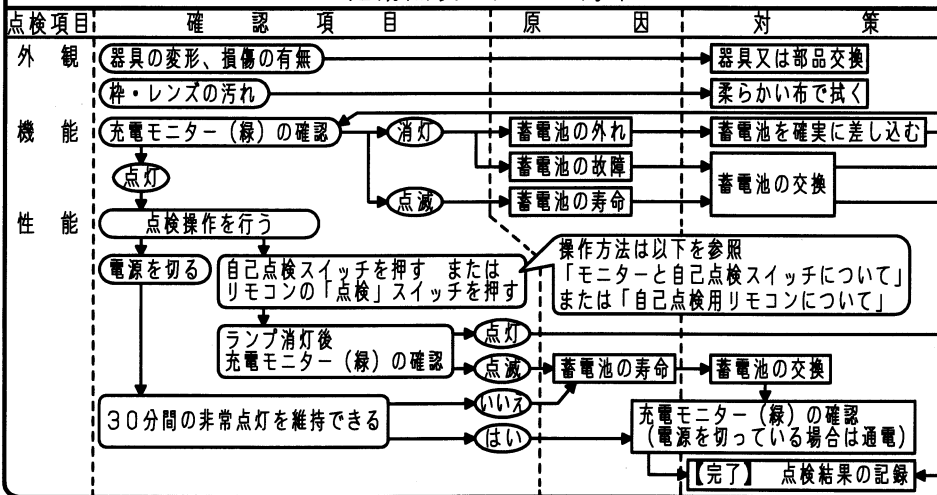 点検項目 確認項目 原因 対策
外観 器具の変形、損傷の有無 器具又は部品交換
枠・レンズの汚れ 柔らかい布で拭く
機能 充電モニター（緑）の確認 消灯 蓄電池の外れ 蓄電池を確実に差し込む
蓄電池の故障
蓄電池の交換
点灯
点滅 蓄電池の寿命
性能 点検操作を行う
電源を切る
自己点検スイッチを押す または
リモコンの「点検」スイッチを押す
操作方法は以下を参照
「モニターと自己点検スイッチについて」
または「自己点検用リモコンについて」
ランプ消灯後
充電モニター（緑）の確認
点灯
点滅 蓄電池の寿命 蓄電池の交換
30分間の非常点灯を維持できる
いいえ
はい
充電モニター（緑）の確認
（電源を切っている場合は通電）
【完了】 点検結果の記録